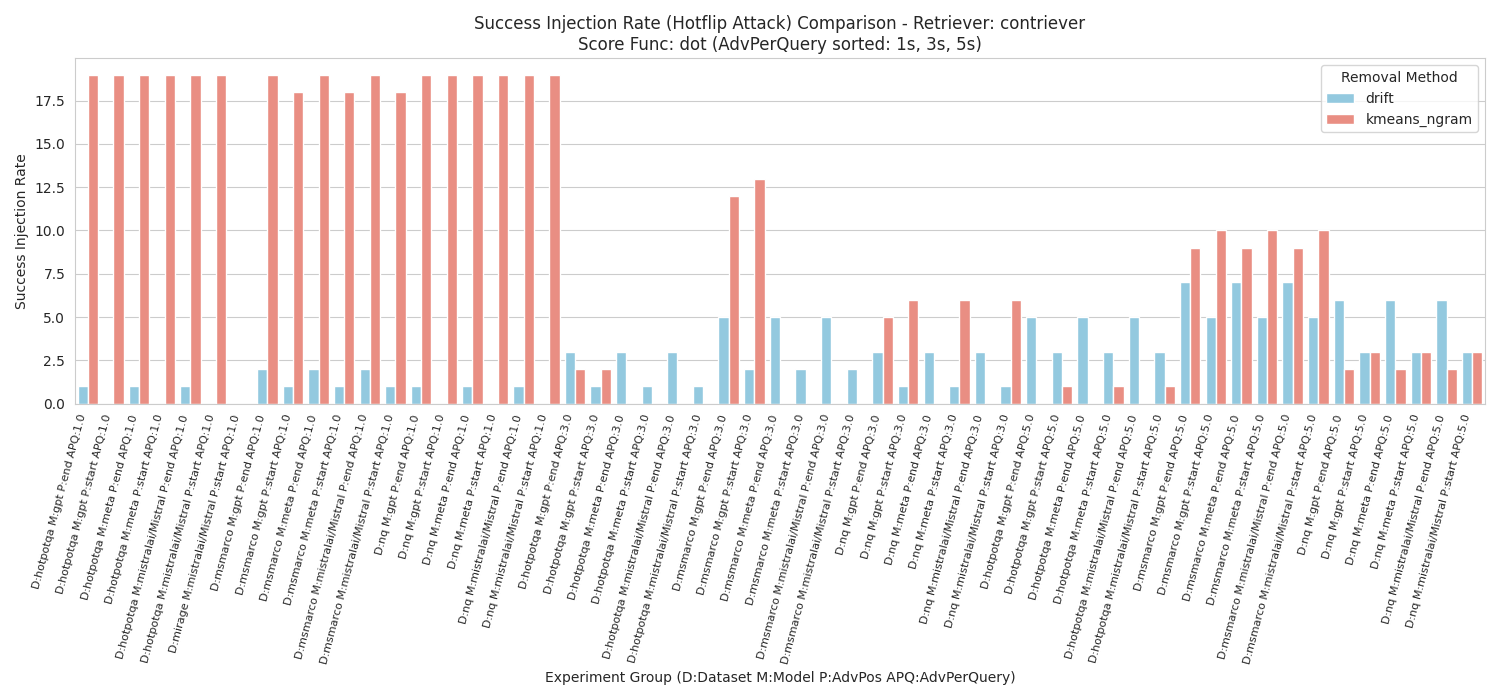 Success Injection Rate (Hotflip Attack) Comparison - Retriever: contriever
Score Func: dot (AdvPerQuery sorted: 1s, 3s, 5s)
Removal Method
drift
kmeans_ngram
Success Injection Rate
17.5
15.0
12.5
10.0
7.5
5.0
2.5
0.0
D:hotpotqa M:gpt P:end APQ:1.0
D:hotpotqa M:gpt P:start APQ:1.0
D:hotpotqa M:meta P:end APQ:1.0
D:hotpotqa M:meta P:start APQ:1.0
D:hotpotqa M:mistralai/Mistral P:end APQ:1.0
D:hotpotqa M:mistralai/Mistral P:start APQ:1.0
D:mirage M:mistralai/Mistral P:start APQ:1.0
D:msmarco M:gpt P:end APQ:1.0
D:msmarco M:gpt P:start APQ:1.0
D:msmarco M:meta P:end APQ:1.0
D:msmarco M:meta P:start APQ:1.0
D:msmarco M:mistralai/Mistral P:end APQ:1.0
D:msmarco M:mistralai/Mistral P:start APQ:1.0
D:nq M:gpt P:end APQ:1.0
D:nq M:gpt P:start APQ:1.0
D:nq M:meta P:end APQ:1.0
D:nq M:meta P:start APQ:1.0
D:nq M:mistralai/Mistral P:end APQ:1.0
D:nq M:mistralai/Mistral P:start APQ:1.0
D:hotpotqa M:gpt P:end APQ:3.0
D:hotpotqa M:gpt P:start APQ:3.0
D:hotpotqa M:meta P:end APQ:3.0
D:hotpotqa M:meta P:start APQ:3.0
D:hotpotqa M:mistralai/Mistral P:end APQ:3.0
D:hotpotqa M:mistralai/Mistral P:start APQ:3.0
D:msmarco M:gpt P:end APQ:3.0
D:msmarco M:gpt P:start APQ:3.0
D:msmarco M:meta P:end APQ:3.0
D:msmarco M:meta P:start APQ:3.0
D:msmarco M:mistralai/Mistral P:end APQ:3.0
D:msmarco M:mistralai/Mistral P:start APQ:3.0
D:nq M:gpt P:end APQ:3.0
D:nq M:gpt P:start APQ:3.0
D:nq M:meta P:end APQ:3.0
D:nq M:meta P:start APQ:3.0
D:nq M:mistralai/Mistral P:end APQ:3.0
D:nq M:mistralai/Mistral P:start APQ:3.0
D:hotpotqa M:gpt P:end APQ:5.0
D:hotpotqa M:gpt P:start APQ:5.0
D:hotpotqa M:meta P:end APQ:5.0
D:hotpotqa M:meta P:start APQ:5.0
D:hotpotqa M:mistralai/Mistral P:end APQ:5.0
D:hotpotqa M:mistralai/Mistral P:start APQ:5.0
D:msmarco M:gpt P:end APQ:5.0
D:msmarco M:gpt P:start APQ:5.0
D:msmarco M:meta P:end APQ:5.0
D:msmarco M:meta P:start APQ:5.0
D:msmarco M:mistralai/Mistral P:end APQ:5.0
D:msmarco M:mistralai/Mistral P:start APQ:5.0
D:nq M:gpt P:end APQ:5.0
D:nq M:gpt P:start APQ:5.0
D:nq M:meta P:end APQ:5.0
D:nq M:meta P:start APQ:5.0
D:nq M:mistralai/Mistral P:end APQ:5.0
D:nq M:mistralai/Mistral P:start APQ:5.0
Experiment Group (D:Dataset M:Model P:AdvPos APQ:AdvPerQuery)